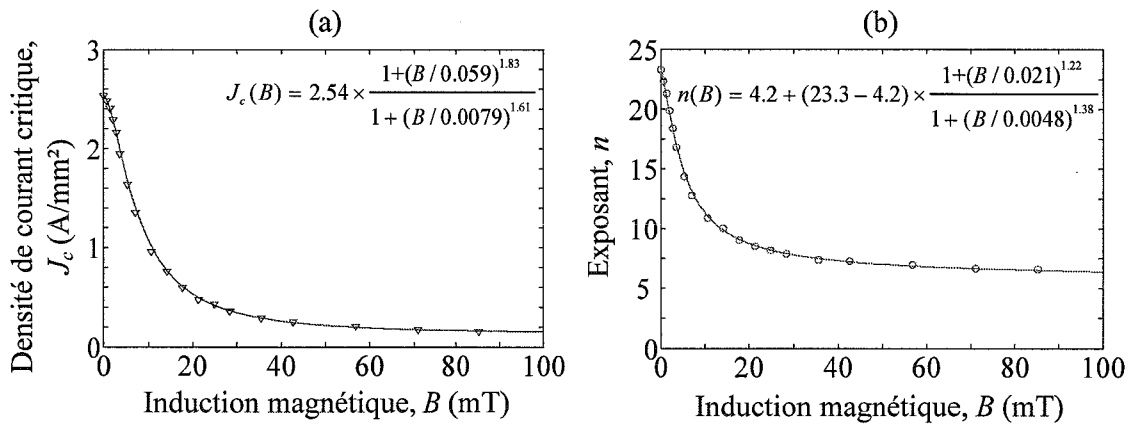 (a)
Densité de courant critique,
J_c (A/mm²)
3
2
1
0
J_c(B) = 2.54 × (1+(B / 0.059)^1.83) / (1 + (B / 0.0079)^1.61)
0 20 40 60 80 100
Induction magnétique, B (mT)
(b)
Exposant, n
25
20
15
10
5
0
n(B) = 4.2 + (23.3 − 4.2) × (1+(B / 0.021)^1.22) / (1 + (B / 0.0048)^1.38)
0 20 40 60 80 100
Induction magnétique, B (mT)